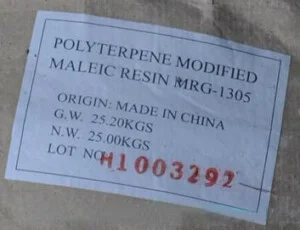 POLYTERPENE MODIFIED
MALEIC RESIN MRG-1305
ORIGIN: MADE IN CHINA
G.W. 25.20KGS
N.W. 25.00KGS
LOT NO. H1003292